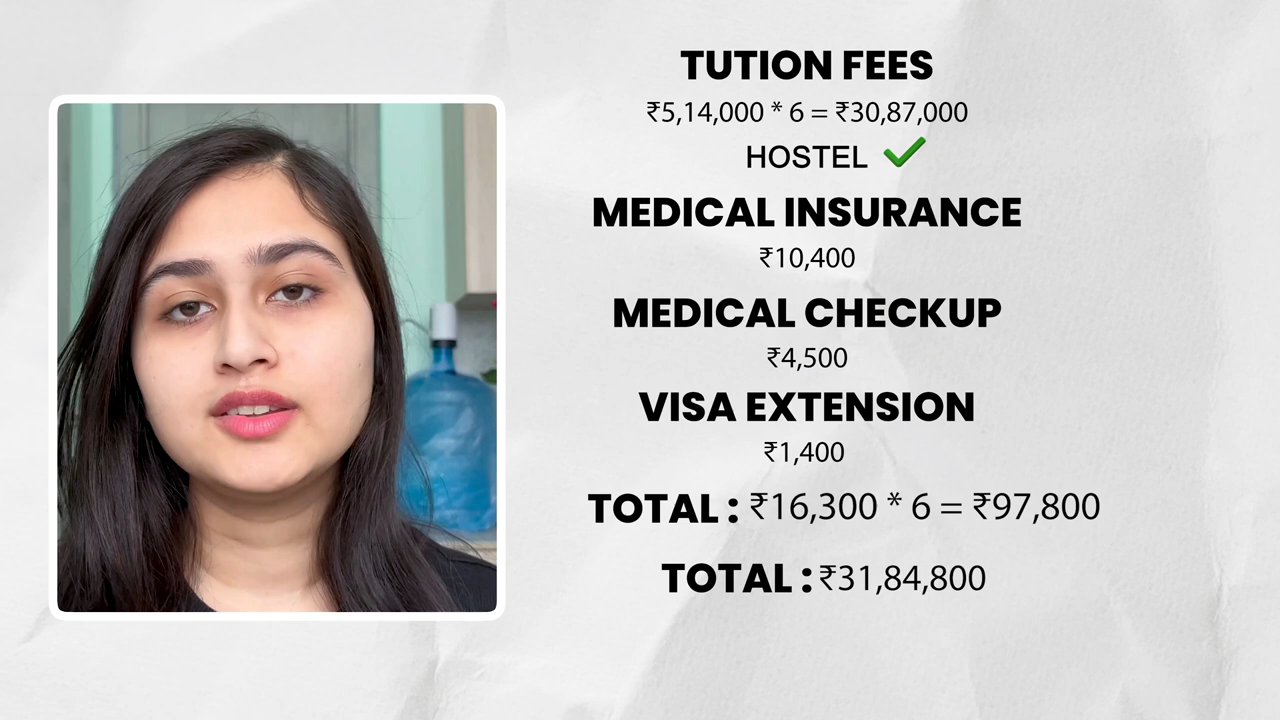 TUTION FEES
₹5,14,000 * 6 = ₹30,87,000
HOSTEL
MEDICAL INSURANCE
₹10,400
MEDICAL CHECKUP
₹4,500
VISA EXTENSION
₹1,400
TOTAL : ₹16,300 * 6 = ₹97,800
TOTAL : ₹31,84,800